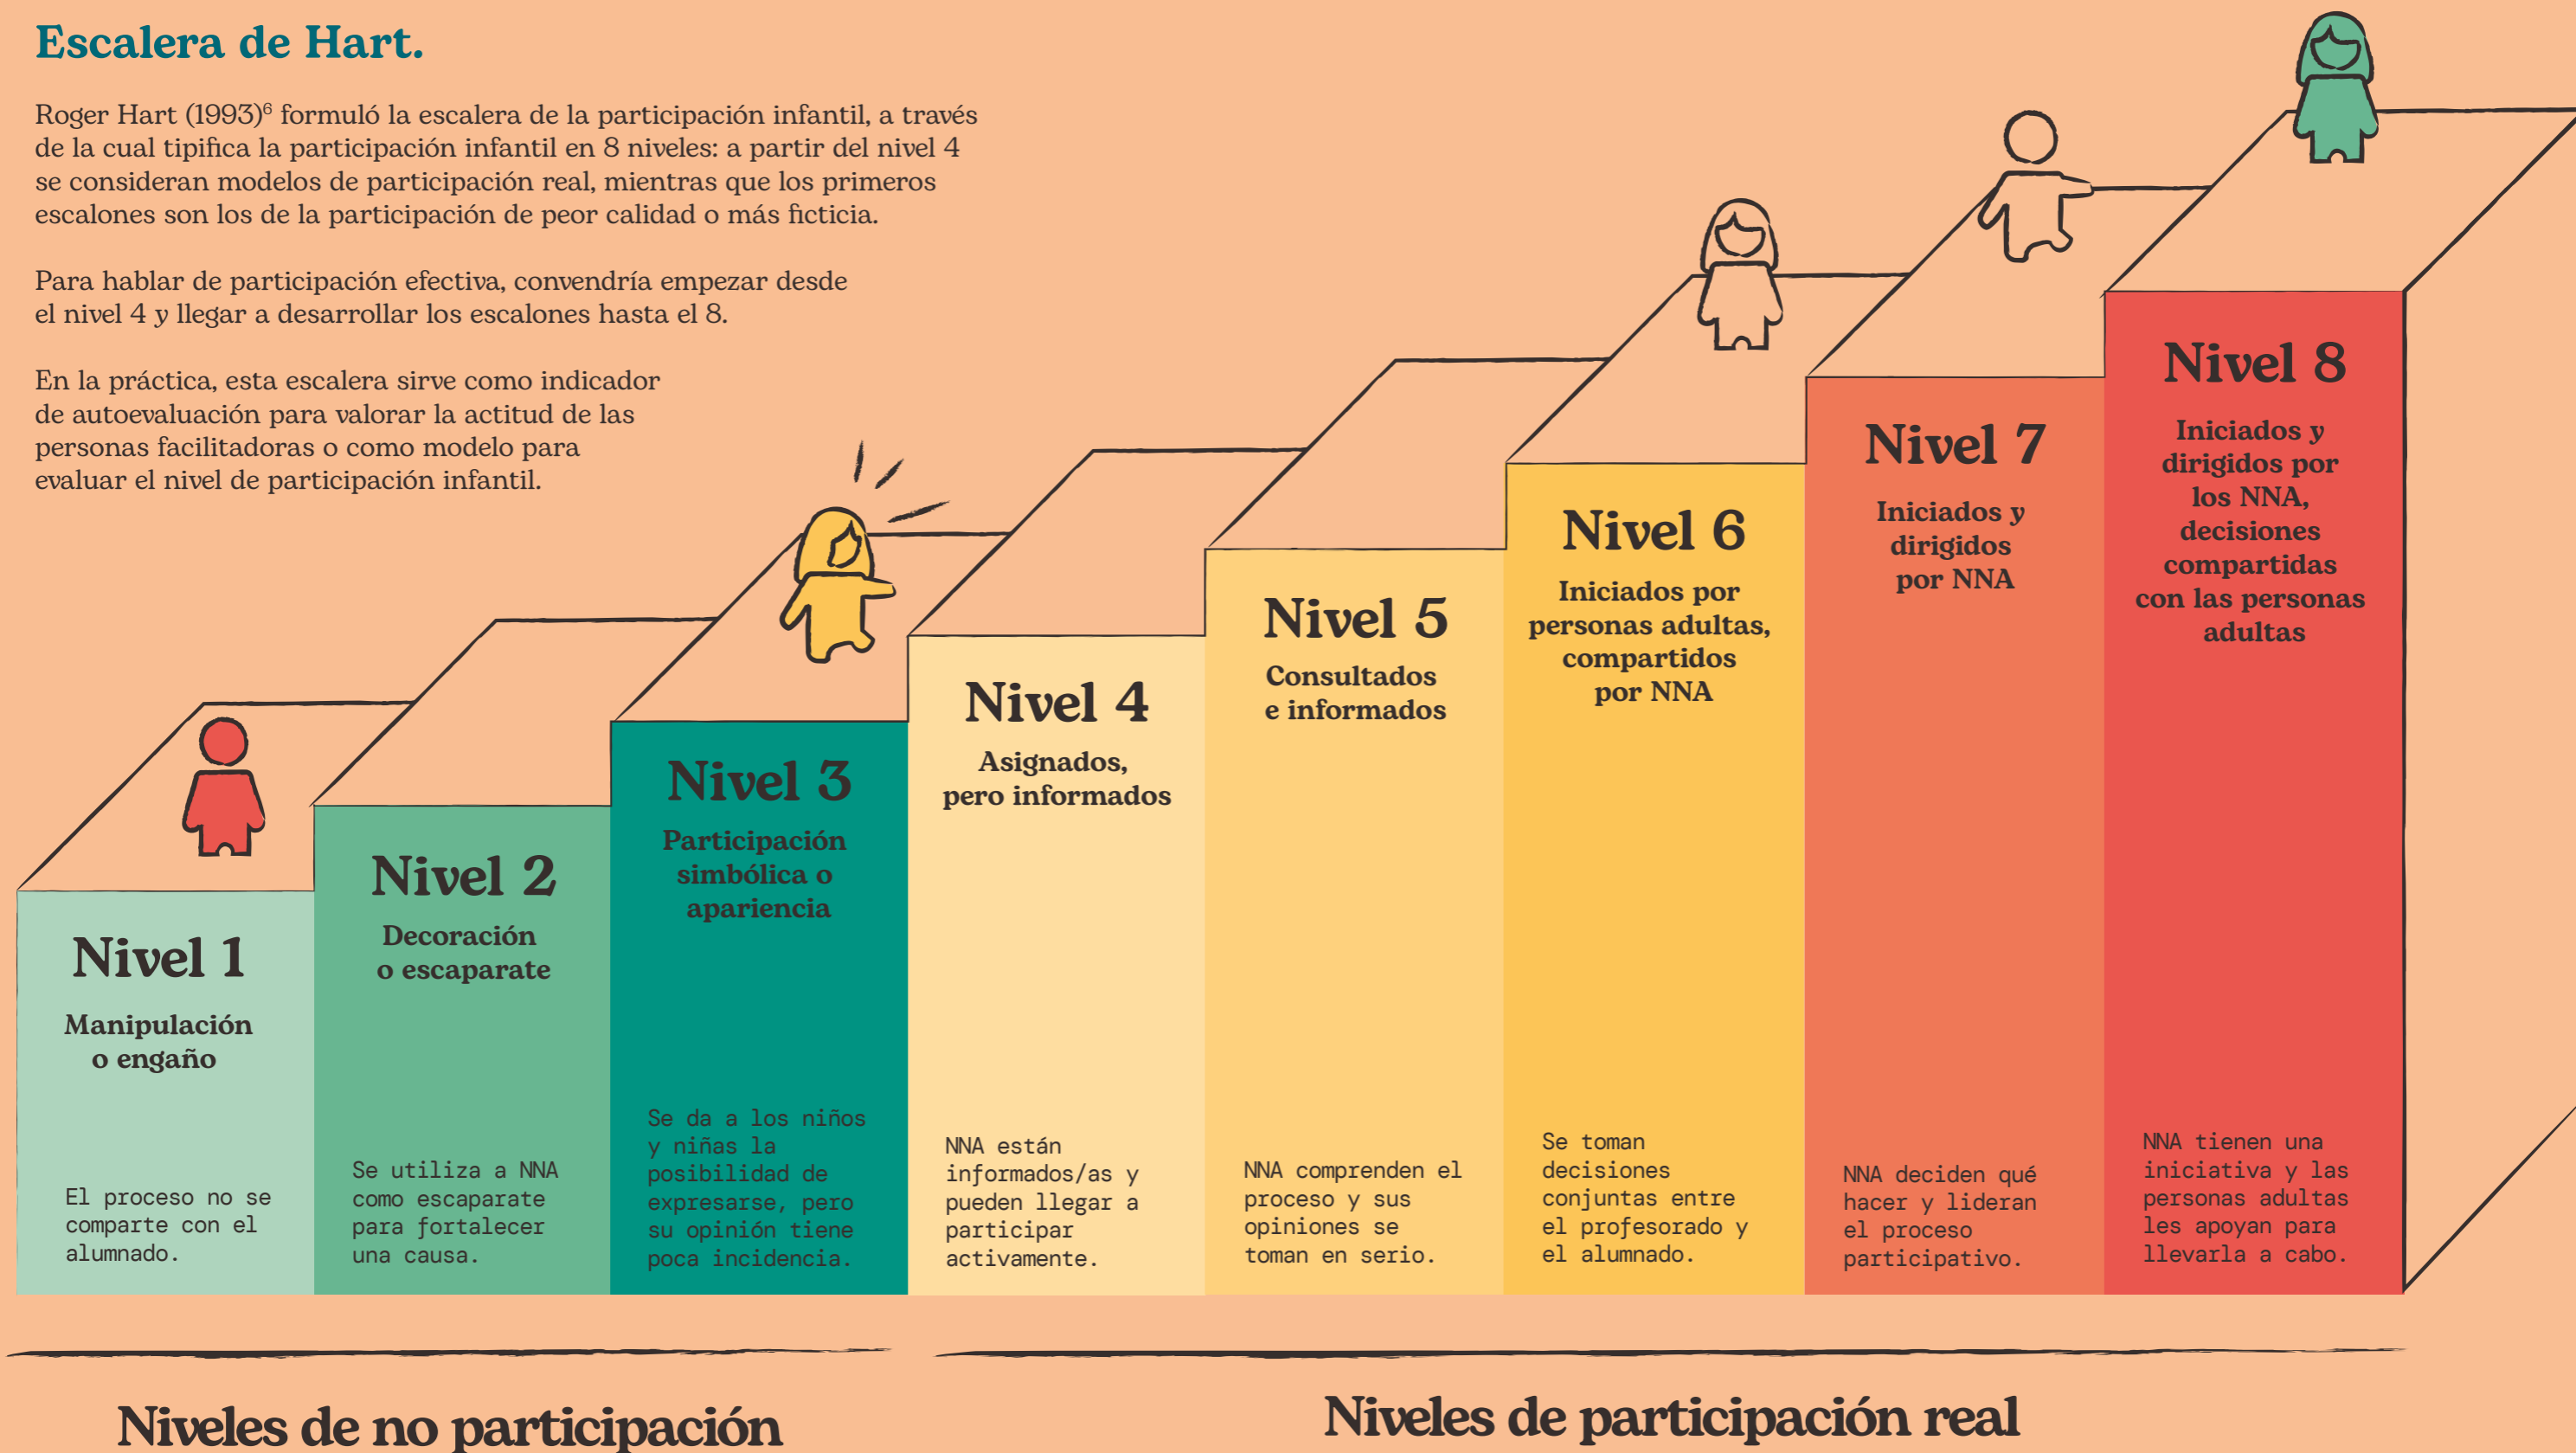 Escalera de Hart.
Roger Hart (1993)⁶ formuló la escalera de la participación infantil, a través
de la cual tipifica la participación infantil en 8 niveles: a partir del nivel 4
se consideran modelos de participación real, mientras que los primeros
escalones son los de la participación de peor calidad o más ficticia.
Para hablar de participación efectiva, convendría empezar desde
el nivel 4 y llegar a desarrollar los escalones hasta el 8.
En la práctica, esta escalera sirve como indicador
de autoevaluación para valorar la actitud de las
personas facilitadoras o como modelo para
evaluar el nivel de participación infantil.
Nivel 1
Manipulación
o engaño
El proceso no se
comparte con el
alumnado.
Nivel 2
Decoración
o escaparate
Se utiliza a NNA
como escaparate
para fortalecer
una causa.
Nivel 3
Participación
simbólica o
apariencia
Se da a los niños
y niñas la
posibilidad de
expresarse, pero
su opinión tiene
poca incidencia.
Nivel 4
Asignados,
pero informados
NNA están
informados/as y
pueden llegar a
participar
activamente.
Nivel 5
Consultados
e informados
NNA comprenden el
proceso y sus
opiniones se
toman en serio.
Nivel 6
Iniciados por
personas adultas,
compartidos
por NNA
Se toman
decisiones
conjuntas entre
el profesorado y
el alumnado.
Nivel 7
Iniciados y
dirigidos
por NNA
NNA deciden qué
hacer y lideran
el proceso
participativo.
Nivel 8
Iniciados y
dirigidos por
los NNA,
decisiones
compartidas
con las personas
adultas
NNA tienen una
iniciativa y las
personas adultas
les apoyan para
llevarla a cabo.
Niveles de no participación
Niveles de participación real